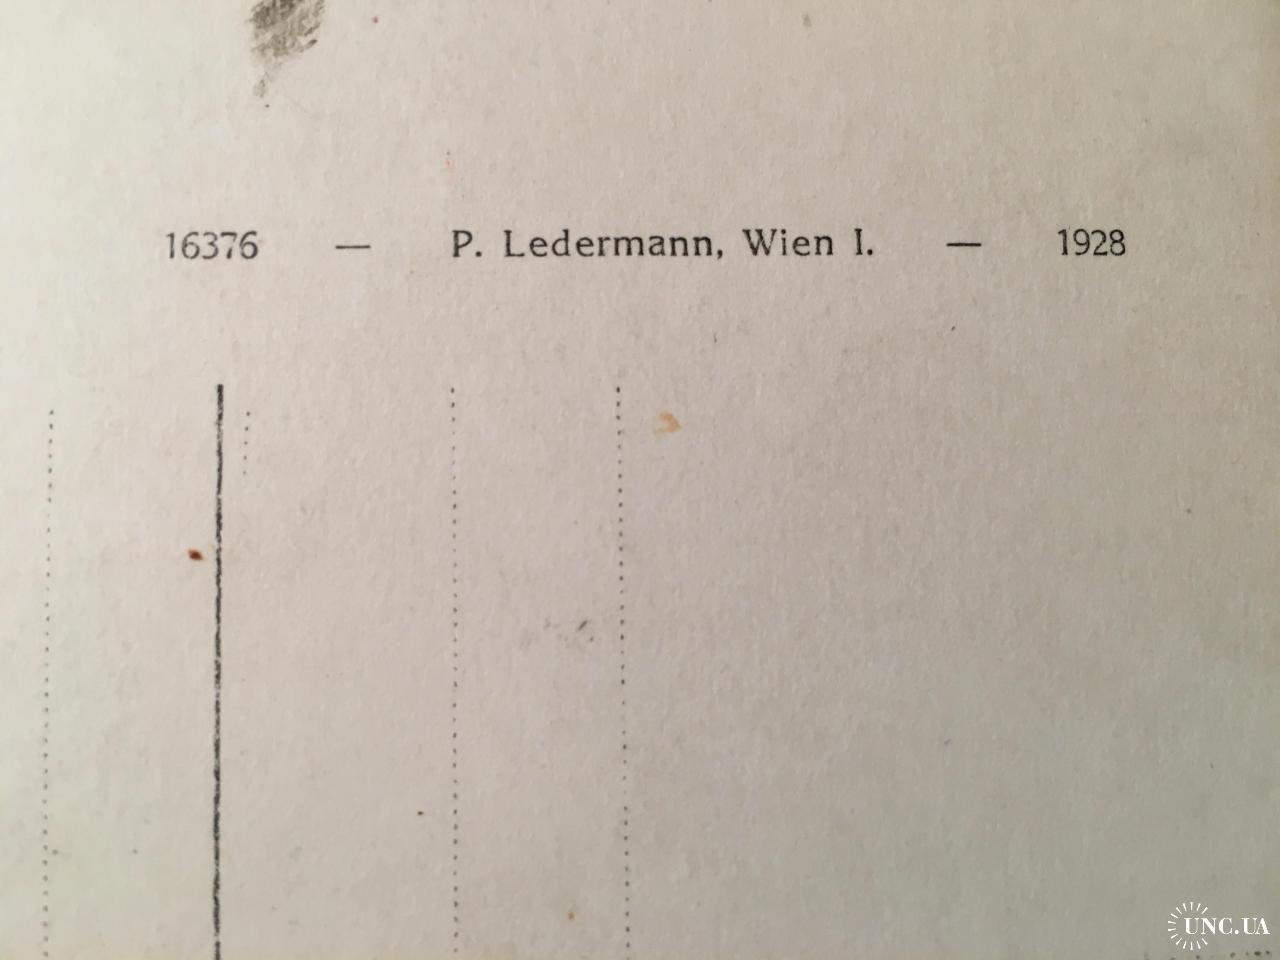 16376 — P. Ledermann, Wien I. — 1928
UNC.UA